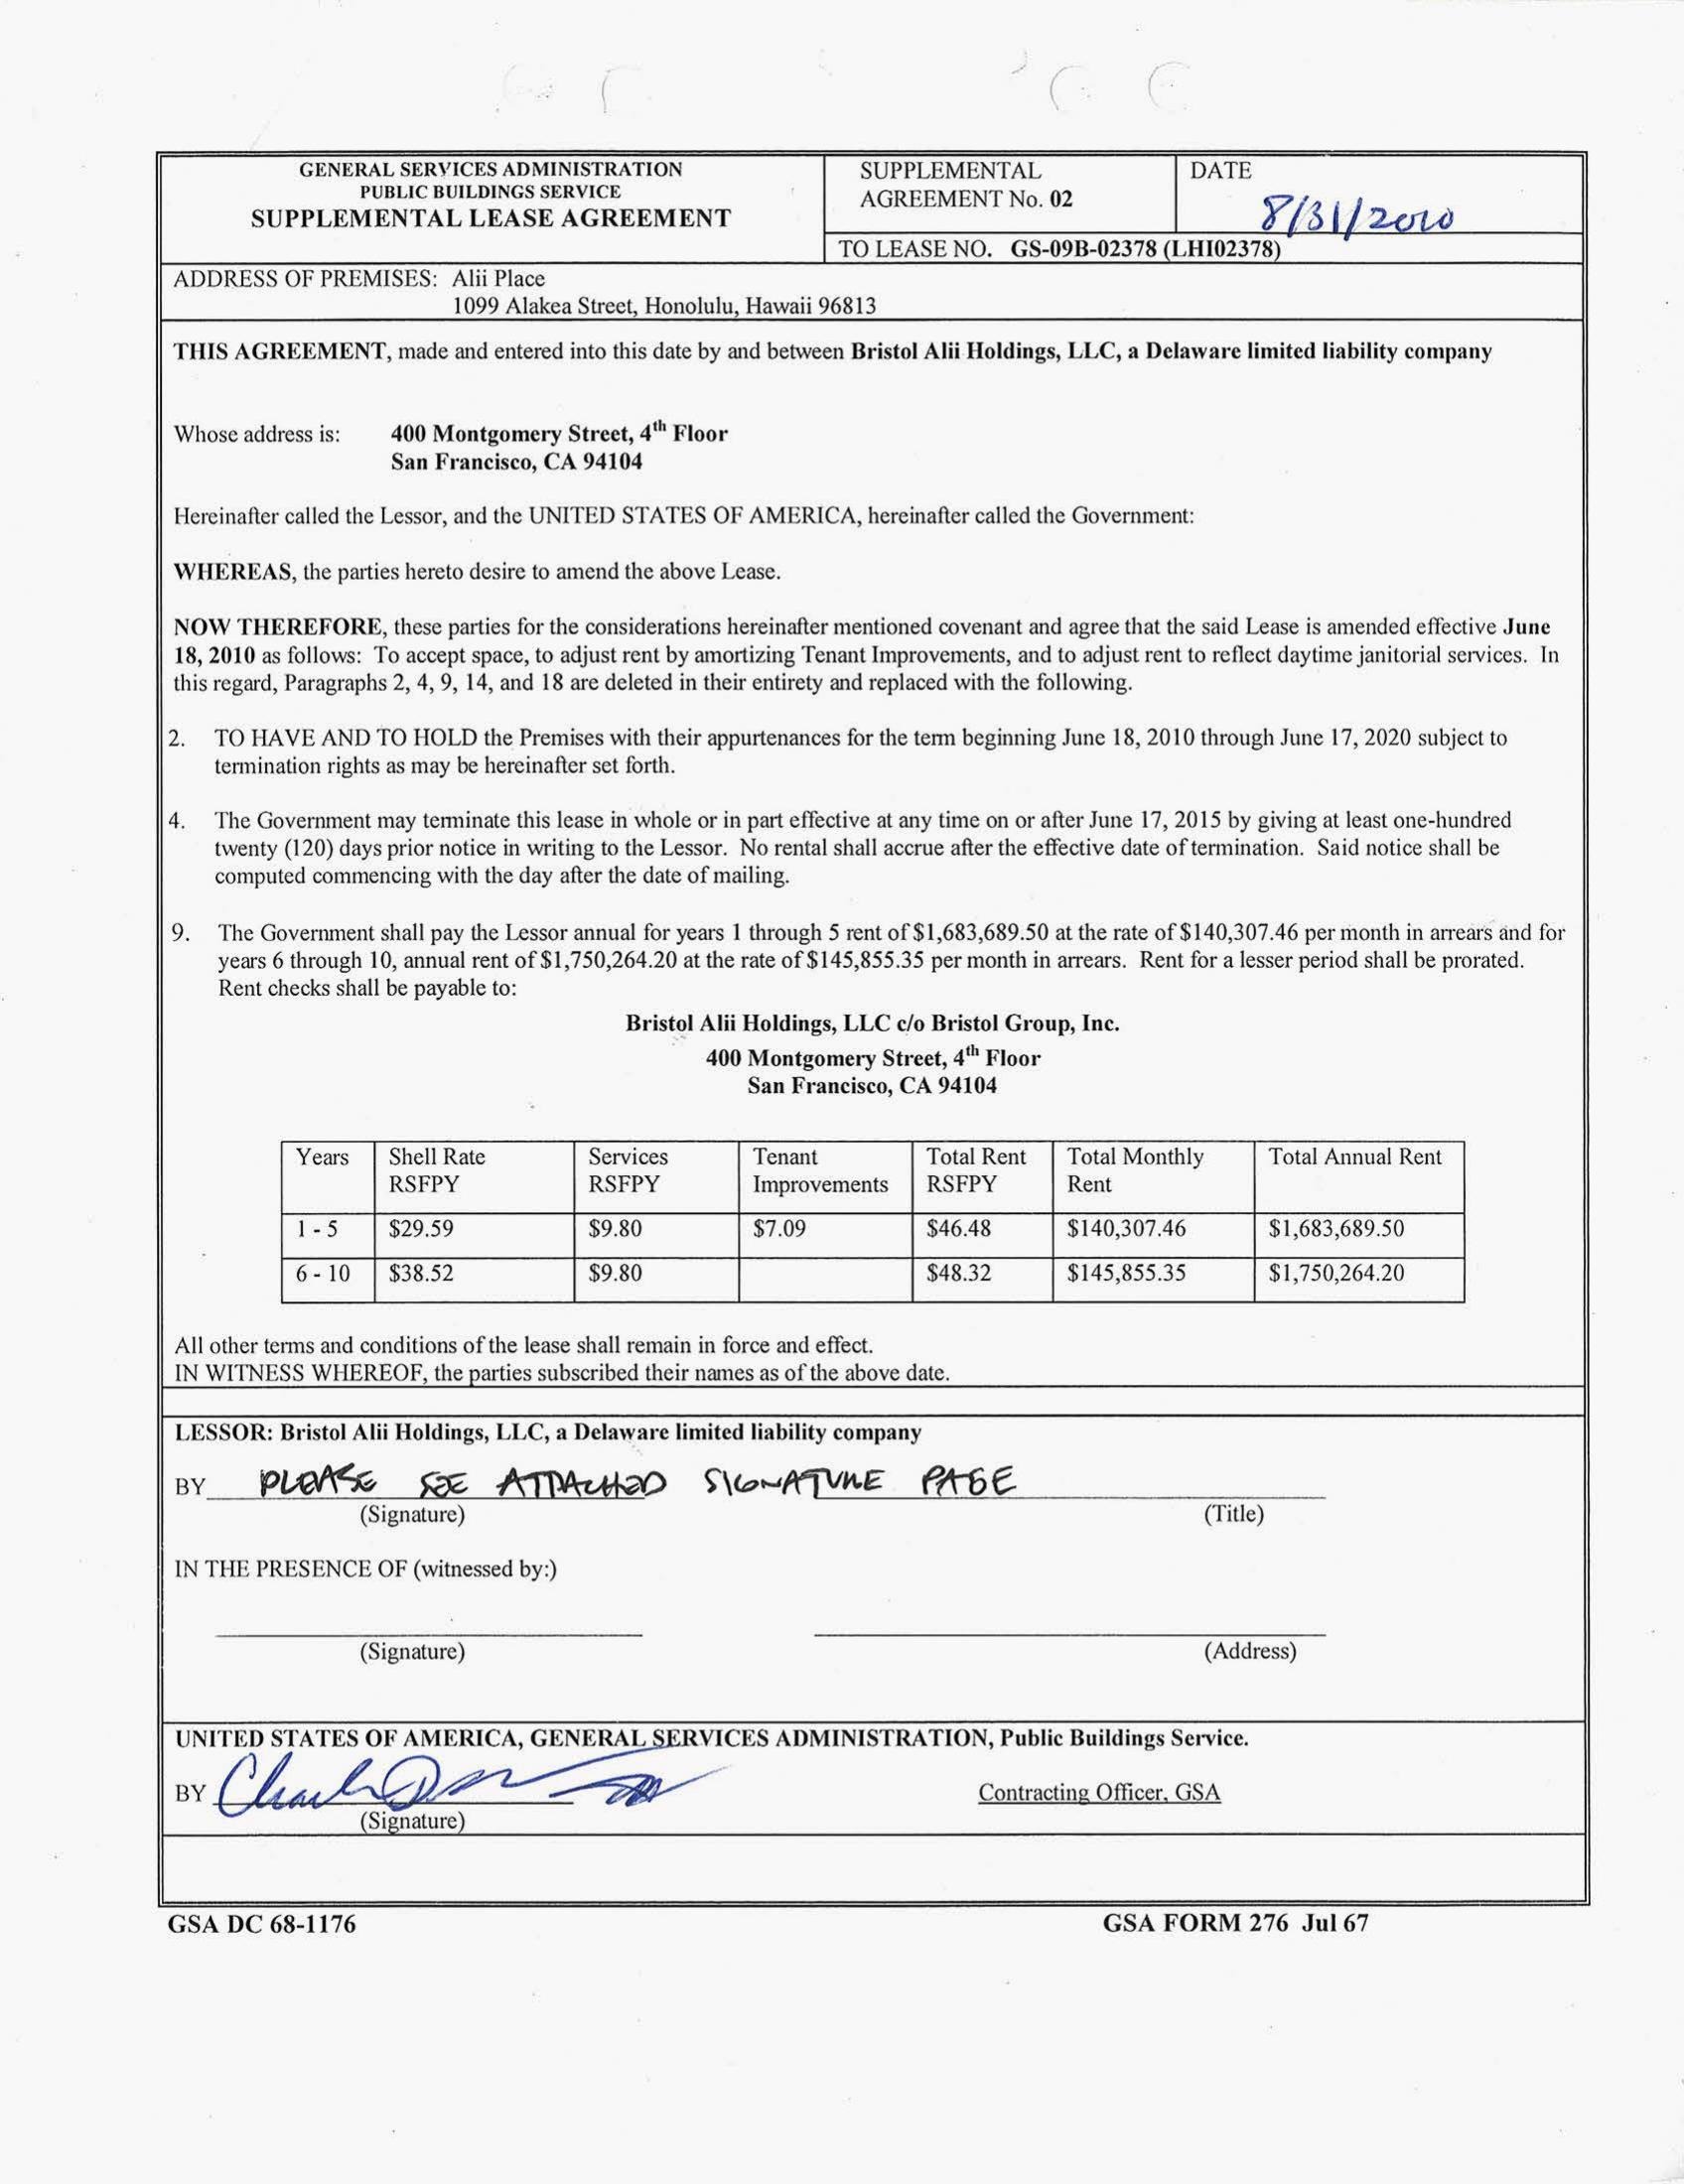 GENERAL SERVICES ADMINISTRATION
PUBLIC BUILDINGS SERVICE
SUPPLEMENTAL LEASE AGREEMENT
SUPPLEMENTAL
AGREEMENT No. 02
DATE
8/31/2010
TO LEASE NO. GS-09B-02378 (LHI02378)
ADDRESS OF PREMISES: Alii Place
1099 Alakea Street, Honolulu, Hawaii 96813
THIS AGREEMENT, made and entered into this date by and between Bristol Alii Holdings, LLC, a Delaware limited liability company
Whose address is: 400 Montgomery Street, 4th Floor
San Francisco, CA 94104
Hereinafter called the Lessor, and the UNITED STATES OF AMERICA, hereinafter called the Government:
WHEREAS, the parties hereto desire to amend the above Lease.
NOW THEREFORE, these parties for the considerations hereinafter mentioned covenant and agree that the said Lease is amended effective June
18, 2010 as follows: To accept space, to adjust rent by amortizing Tenant Improvements, and to adjust rent to reflect daytime janitorial services. In
this regard, Paragraphs 2, 4, 9, 14, and 18 are deleted in their entirety and replaced with the following.
2. TO HAVE AND TO HOLD the Premises with their appurtenances for the term beginning June 18, 2010 through June 17, 2020 subject to
termination rights as may be hereinafter set forth.
4. The Government may terminate this lease in whole or in part effective at any time on or after June 17, 2015 by giving at least one-hundred
twenty (120) days prior notice in writing to the Lessor. No rental shall accrue after the effective date of termination. Said notice shall be
computed commencing with the day after the date of mailing.
9. The Government shall pay the Lessor annual for years 1 through 5 rent of $1,683,689.50 at the rate of $140,307.46 per month in arrears and for
years 6 through 10, annual rent of $1,750,264.20 at the rate of $145,855.35 per month in arrears. Rent for a lesser period shall be prorated.
Rent checks shall be payable to:
Bristol Alii Holdings, LLC c/o Bristol Group, Inc.
400 Montgomery Street, 4th Floor
San Francisco, CA 94104
Years Shell Rate RSFPY Services RSFPY Tenant Improvements Total Rent RSFPY Total Monthly Rent Total Annual Rent
1 - 5 $29.59 $9.80 $7.09 $46.48 $140,307.46 $1,683,689.50
6 - 10 $38.52 $9.80 $48.32 $145,855.35 $1,750,264.20
All other terms and conditions of the lease shall remain in force and effect.
IN WITNESS WHEREOF, the parties subscribed their names as of the above date.
LESSOR: Bristol Alii Holdings, LLC, a Delaware limited liability company
BY PLEASE SEE ATTACHED SIGNATURE PAGE
(Signature) (Title)
IN THE PRESENCE OF (witnessed by:)
(Signature) (Address)
UNITED STATES OF AMERICA, GENERAL SERVICES ADMINISTRATION, Public Buildings Service.
BY Contracting Officer, GSA
(Signature)
GSA DC 68-1176 GSA FORM 276 Jul 67